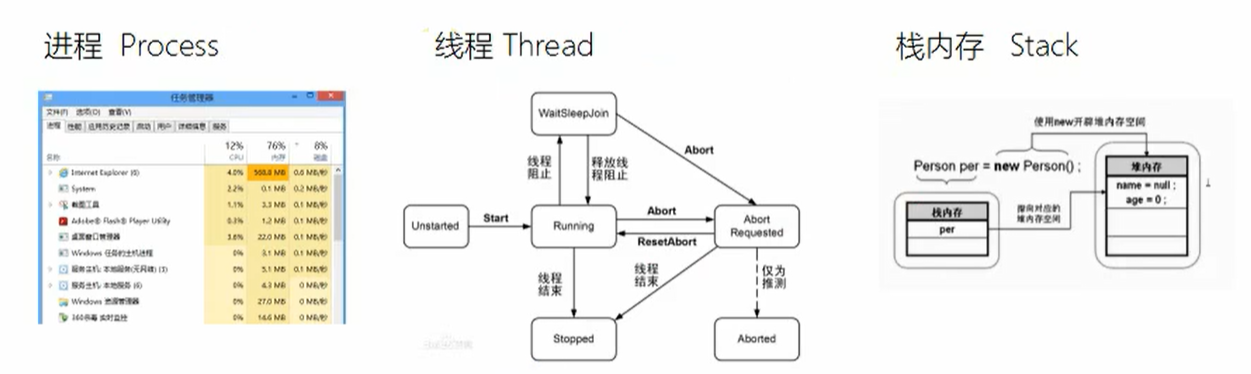 进程 Process
任务管理器
文件(F) 选项(O) 查看(V)
进程 性能 应用历史记录 启动 用户 详细信息 服务
12% 76% 8%
名称 CPU 内存 磁盘
Internet Explorer (6) 4.0% 0.6 MB/秒
System 2.2% 0.1 MB 0.2 MB/秒
截图工具 1.1% 3.3 MB 0.1 MB/秒
Adobe® Flash® Player Utility 0.3% 1.2 MB 0.1 MB/秒
桌面窗口管理器 3.6% 22.0 MB 0.1 MB/秒
Windows 任务的主机进程 0% 3.1 MB 0.1 MB/秒
服务主机: 本地服务(无网络) (3) 0% 5.1 MB 0.1 MB/秒
服务主机: 本地服务 (6) 0% 4.3 MB 0 MB/秒
Windows 资源管理器 0% 27.0 MB 0 MB/秒
360杀毒 实时监控 0% 14.6 MB 0 MB/秒
线程 Thread
WaitSleepJoin
线程
阻止
释放线
程阻止
Abort
Unstarted
Start
Running
Abort
ResetAbort
Abort
Requested
线程
结束
线程
结束
仅为
推测
Stopped
Aborted
栈内存 Stack
使用new开辟堆内存空间
Person per = new Person() ;
堆内存
name = null ;
age = 0 ;
指向对应的
堆内存空间
栈内存
per